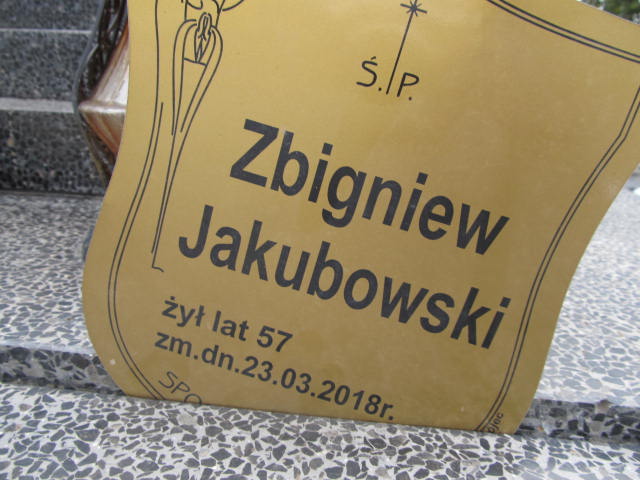 Ś.P.
Zbigniew
Jakubowski
żył lat 57
zm.dn.23.03.2018r.